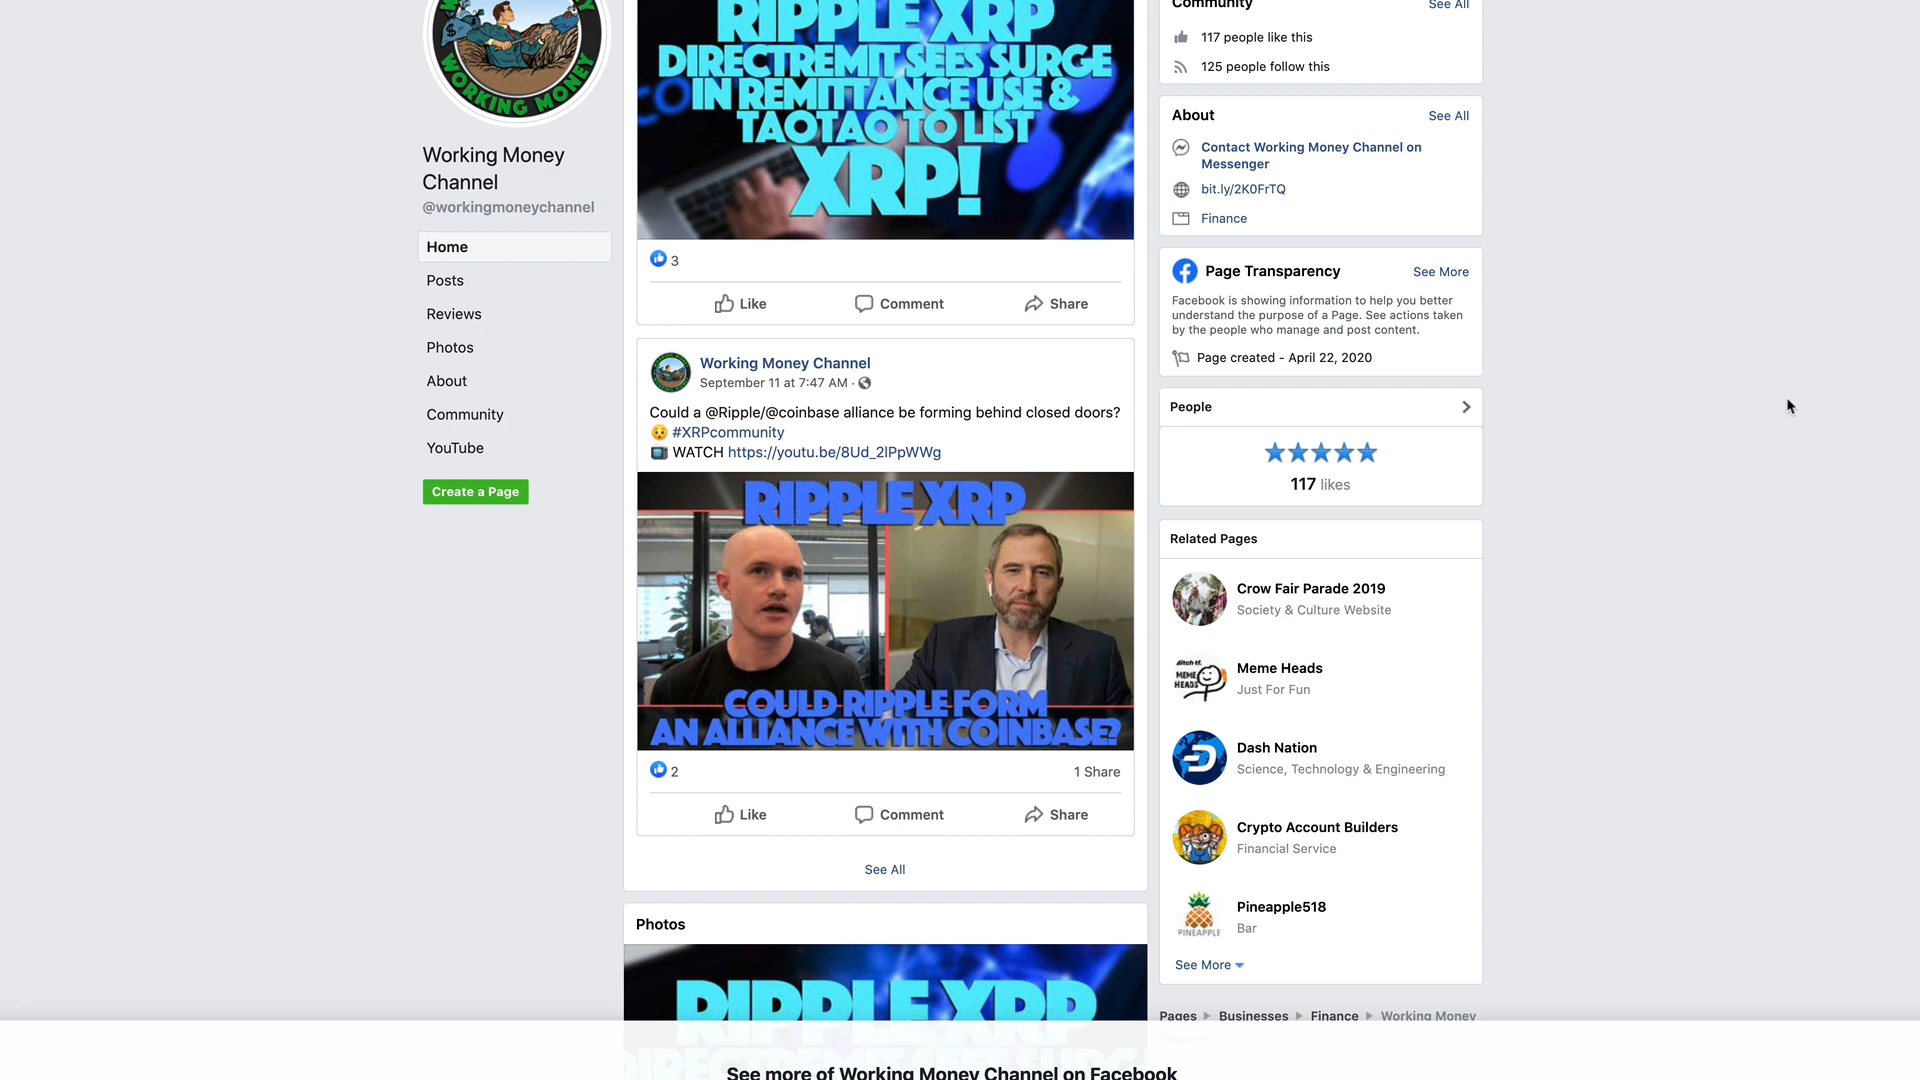 WORKING MONEY
Working Money
Channel
@workingmoneychannel
Home
Posts
Reviews
Photos
About
Community
YouTube
Create a Page
RIPPLE XRP
DIRECTREMIT SEES SURGE
IN REMITTANCE USE &
TAOTAO TO LIST
XRP!
3
Like Comment Share
Working Money Channel
September 11 at 7:47 AM ·
Could a @Ripple/@coinbase alliance be forming behind closed doors?
😯 #XRPcommunity
📺 WATCH https://youtu.be/8Ud_2lPpWWg
RIPPLE XRP
COULD RIPPLE FORM
AN ALLIANCE WITH COINBASE?
2 1 Share
Like Comment Share
See All
Photos
RIPPLE XRP
DIRECTREMIT SEES SURGE
Community See All
117 people like this
125 people follow this
About See All
Contact Working Money Channel on
Messenger
bit.ly/2K0FrTQ
Finance
Page Transparency See More
Facebook is showing information to help you better
understand the purpose of a Page. See actions taken
by the people who manage and post content.
Page created - April 22, 2020
People
117 likes
Related Pages
Crow Fair Parade 2019
Society & Culture Website
MEME
HEADS
Meme Heads
Just For Fun
Dash Nation
Science, Technology & Engineering
Crypto Account Builders
Financial Service
PINEAPPLE
Pineapple518
Bar
See More
Pages Businesses Finance Working Money
See more of Working Money Channel on Facebook